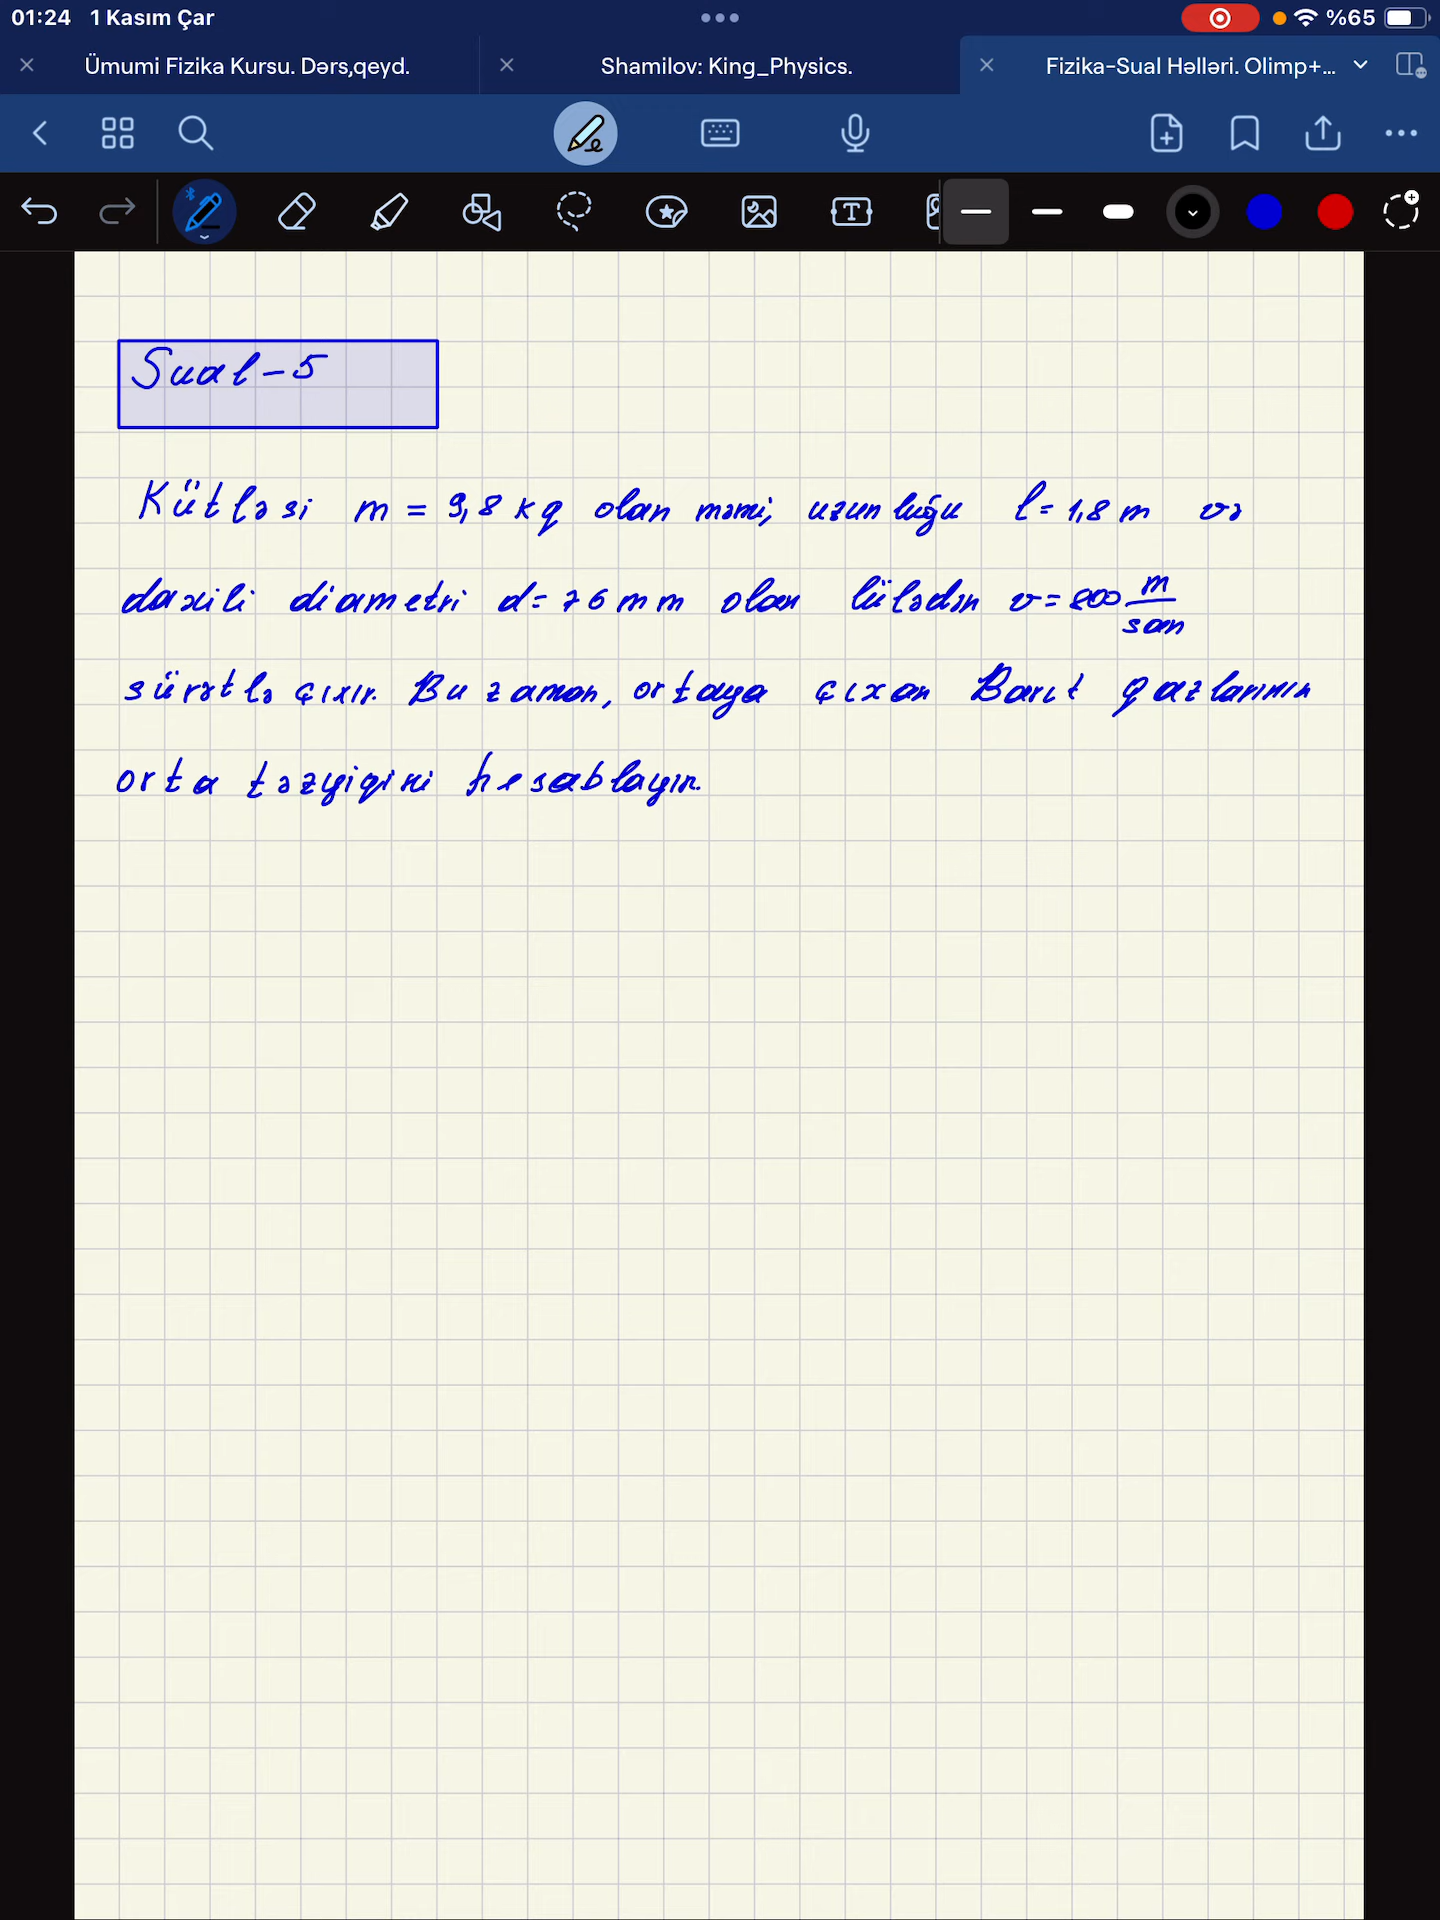 01:24 1 Kasım Çar %65
Ümumi Fizika Kursu. Dərs,qeyd. Shamilov: King_Physics. Fizika-Sual Həlləri. Olimp+...
Sual-5
Kütləsi m = 9,8 kq olan mərmi, uzunluğu l = 1,8 m və
daxili diametri d = 76 mm olan lülədən v = 800 m/san
sürətlə çıxır. Bu zaman, ortaya çıxan Barıt qazlarının
orta təzyiqini hesablayın.